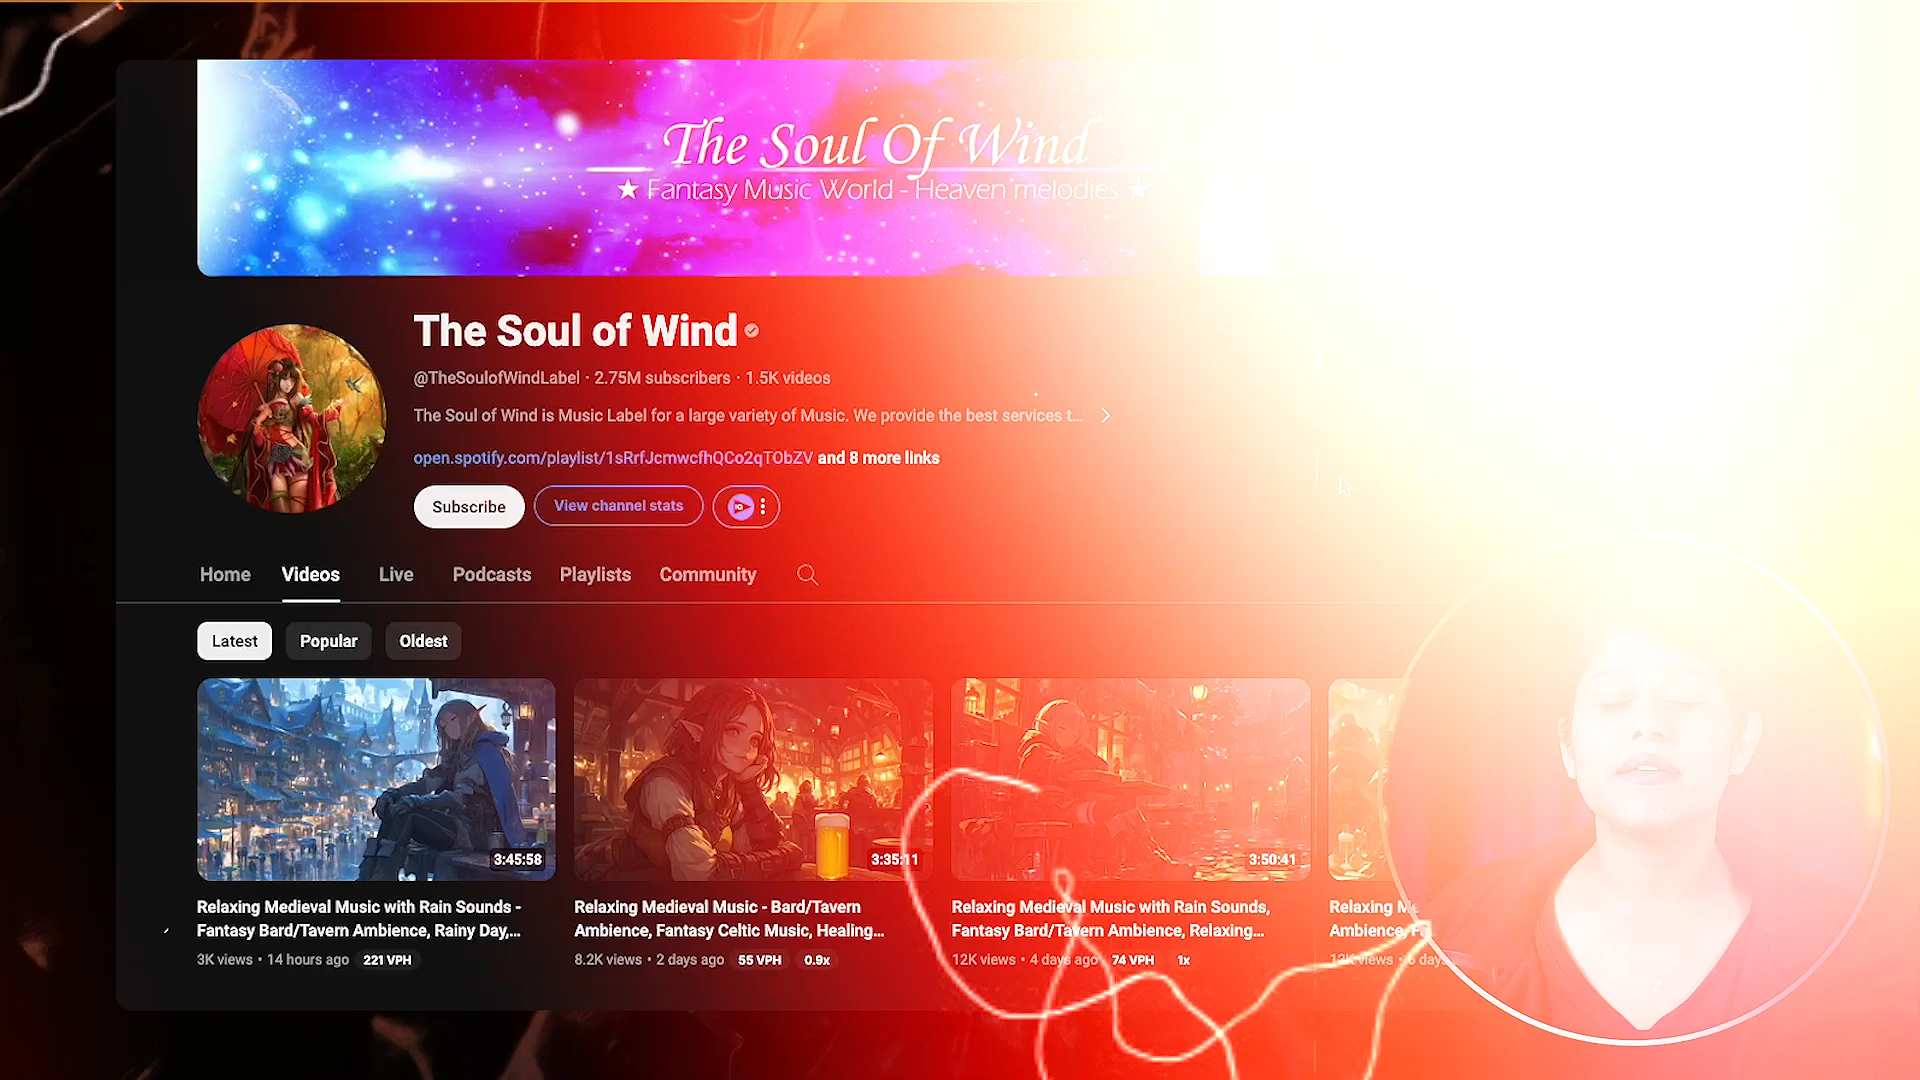 The Soul Of Wind
★ Fantasy Music World - Heaven melodies ★
The Soul of Wind
@TheSoulofWindLabel · 2.75M subscribers · 1.5K videos
The Soul of Wind is Music Label for a large variety of Music. We provide the best services t...
open.spotify.com/playlist/1sRrfJcmwcfhQCo2qTObZV and 8 more links
Subscribe View channel stats
Home Videos Live Podcasts Playlists Community
Latest Popular Oldest
3:45:58 3:35:11 3:50:41
Relaxing Medieval Music with Rain Sounds -
Fantasy Bard/Tavern Ambience, Rainy Day,...
3K views • 14 hours ago 221 VPH
Relaxing Medieval Music - Bard/Tavern
Ambience, Fantasy Celtic Music, Healing...
8.2K views • 2 days ago 55 VPH 0.9x
Relaxing Medieval Music with Rain Sounds,
Fantasy Bard/Tavern Ambience, Relaxing...
12K views • 4 days ago 74 VPH 1x
Relaxing
Ambience,
views • days